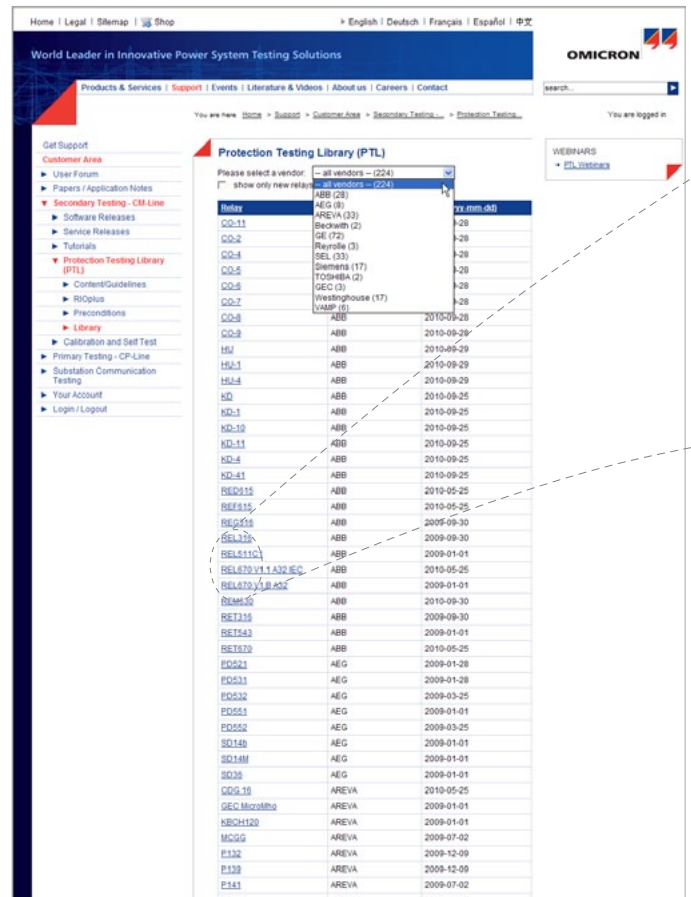 Home | Legal | Sitemap | Shop
English | Deutsch | Français | Español | 中文
World Leader in Innovative Power System Testing Solutions
OMICRON
Products & Services | Support | Events | Literature & Videos | About us | Careers | Contact
search...
You are here Home > Support > Customer Area > Secondary Testing -... > Protection Testing...
You are logged in
Get Support
Customer Area
User Forum
Papers / Application Notes
Secondary Testing - CM-Line
Software Releases
Service Releases
Tutorials
Protection Testing Library
(PTL)
Content/Guidelines
RIOplus
Preconditions
Library
Calibration and Self Test
Primary Testing - CP-Line
Substation Communication
Testing
Your Account
Login / Logout
Protection Testing Library (PTL)
Please select a vendor: -- all vendors -- (224)
show only new relays
-- all vendors -- (224)
ABB (28)
AEG (8)
AREVA (33)
Beckwith (2)
GE (72)
Reyrolle (3)
SEL (33)
Siemens (17)
TOSHIBA (2)
GEC (3)
Westinghouse (17)
VAMP (6)
WEBINARS
PTL Webinars
Relay yy-mm-dd)
CO-11 -28
CO-2 -28
CO-4 -28
CO-5 -28
CO-6 -28
CO-7 -28
CO-8 ABB 2010-09-28
CO-9 ABB 2010-09-28
HU ABB 2010-09-29
HU-1 ABB 2010-09-29
HU-4 ABB 2010-09-29
KD ABB 2010-09-25
KD-1 ABB 2010-09-25
KD-10 ABB 2010-09-25
KD-11 ABB 2010-09-25
KD-4 ABB 2010-09-25
KD-41 ABB 2010-09-25
RED615 ABB 2010-05-25
REF615 ABB 2010-05-25
REG316 ABB 2009-09-30
REL316 ABB 2009-09-30
REL511C1 ABB 2009-01-01
REL670 V1.1 A32 IEC ABB 2010-05-25
REL670 V1.B A32 ABB 2009-01-01
REM630 ABB 2010-09-30
RET316 ABB 2009-09-30
RET543 ABB 2009-01-01
RET670 ABB 2010-05-25
PD521 AEG 2009-01-28
PD531 AEG 2009-01-28
PD532 AEG 2009-03-25
PD551 AEG 2009-01-01
PD552 AEG 2009-03-25
SD14b AEG 2009-01-01
SD14M AEG 2009-01-01
SD36 AEG 2009-01-01
CDG 16 AREVA 2010-05-25
GEC MicroMho AREVA 2009-01-01
KBCH120 AREVA 2009-01-01
MCGG AREVA 2009-07-02
P132 AREVA 2009-12-09
P139 AREVA 2009-12-09
P141 AREVA 2009-07-02